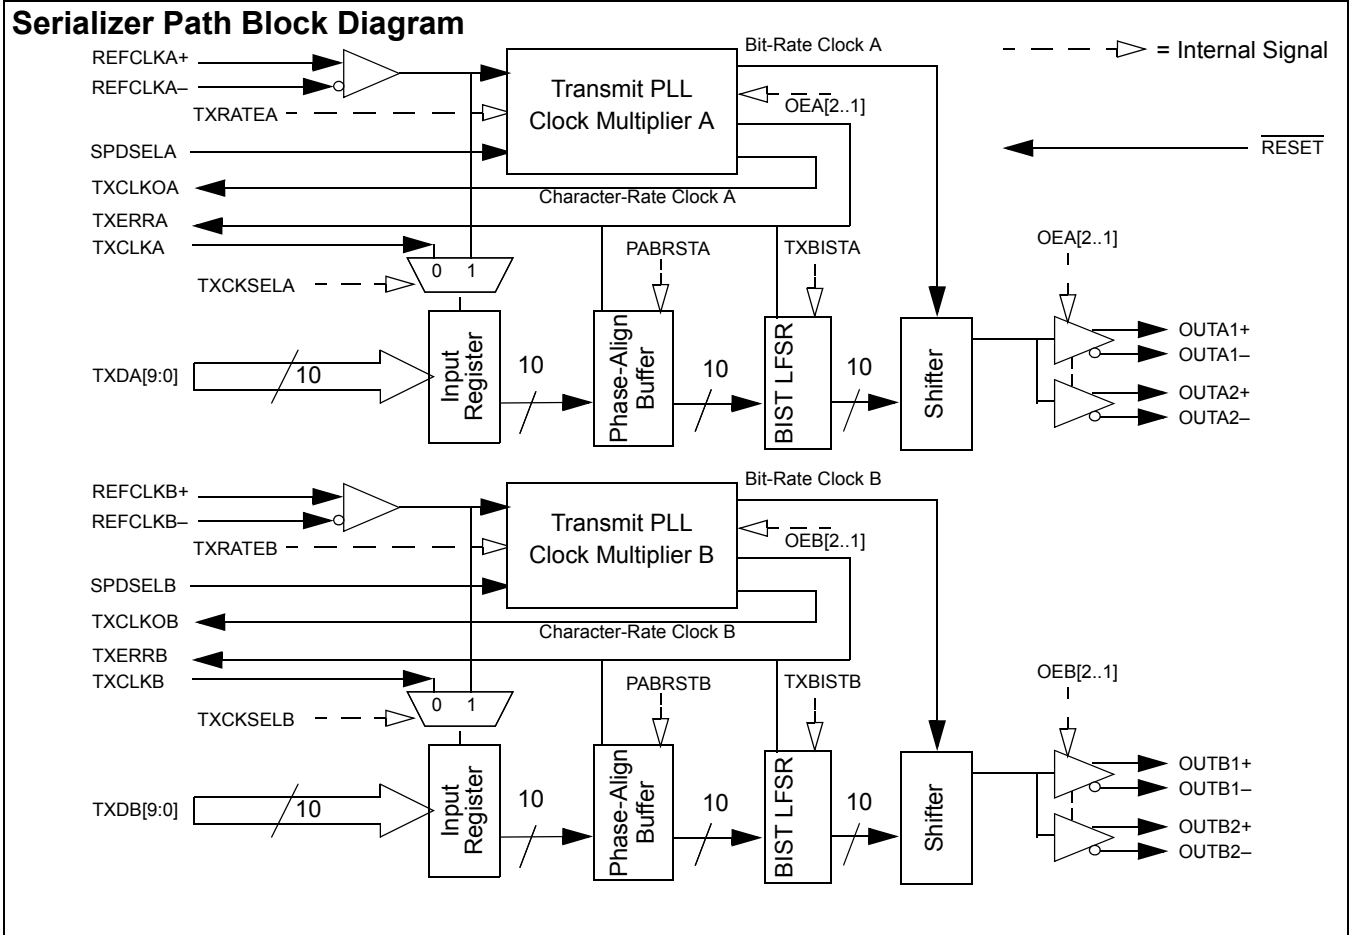 Serializer Path Block Diagram
REFCLKA+
REFCLKA–
TXRATEA
SPDSELA
TXCLKOA
TXERRA
TXCLKA
TXCKSELA
0 1
TXDA[9:0]
10
Transmit PLL
Clock Multiplier A
Bit-Rate Clock A
OEA[2..1]
Character-Rate Clock A
= Internal Signal
RESET
PABRSTA
TXBISTA
OEA[2..1]
Input
Register
10
Phase-Align
Buffer
10
BIST LFSR
10
Shifter
OUTA1+
OUTA1–
OUTA2+
OUTA2–
REFCLKB+
REFCLKB–
TXRATEB
SPDSELB
TXCLKOB
TXERRB
TXCLKB
TXCKSELB
0 1
TXDB[9:0]
10
Transmit PLL
Clock Multiplier B
Bit-Rate Clock B
OEB[2..1]
Character-Rate Clock B
PABRSTB
TXBISTB
OEB[2..1]
Input
Register
10
Phase-Align
Buffer
10
BIST LFSR
10
Shifter
OUTB1+
OUTB1–
OUTB2+
OUTB2–